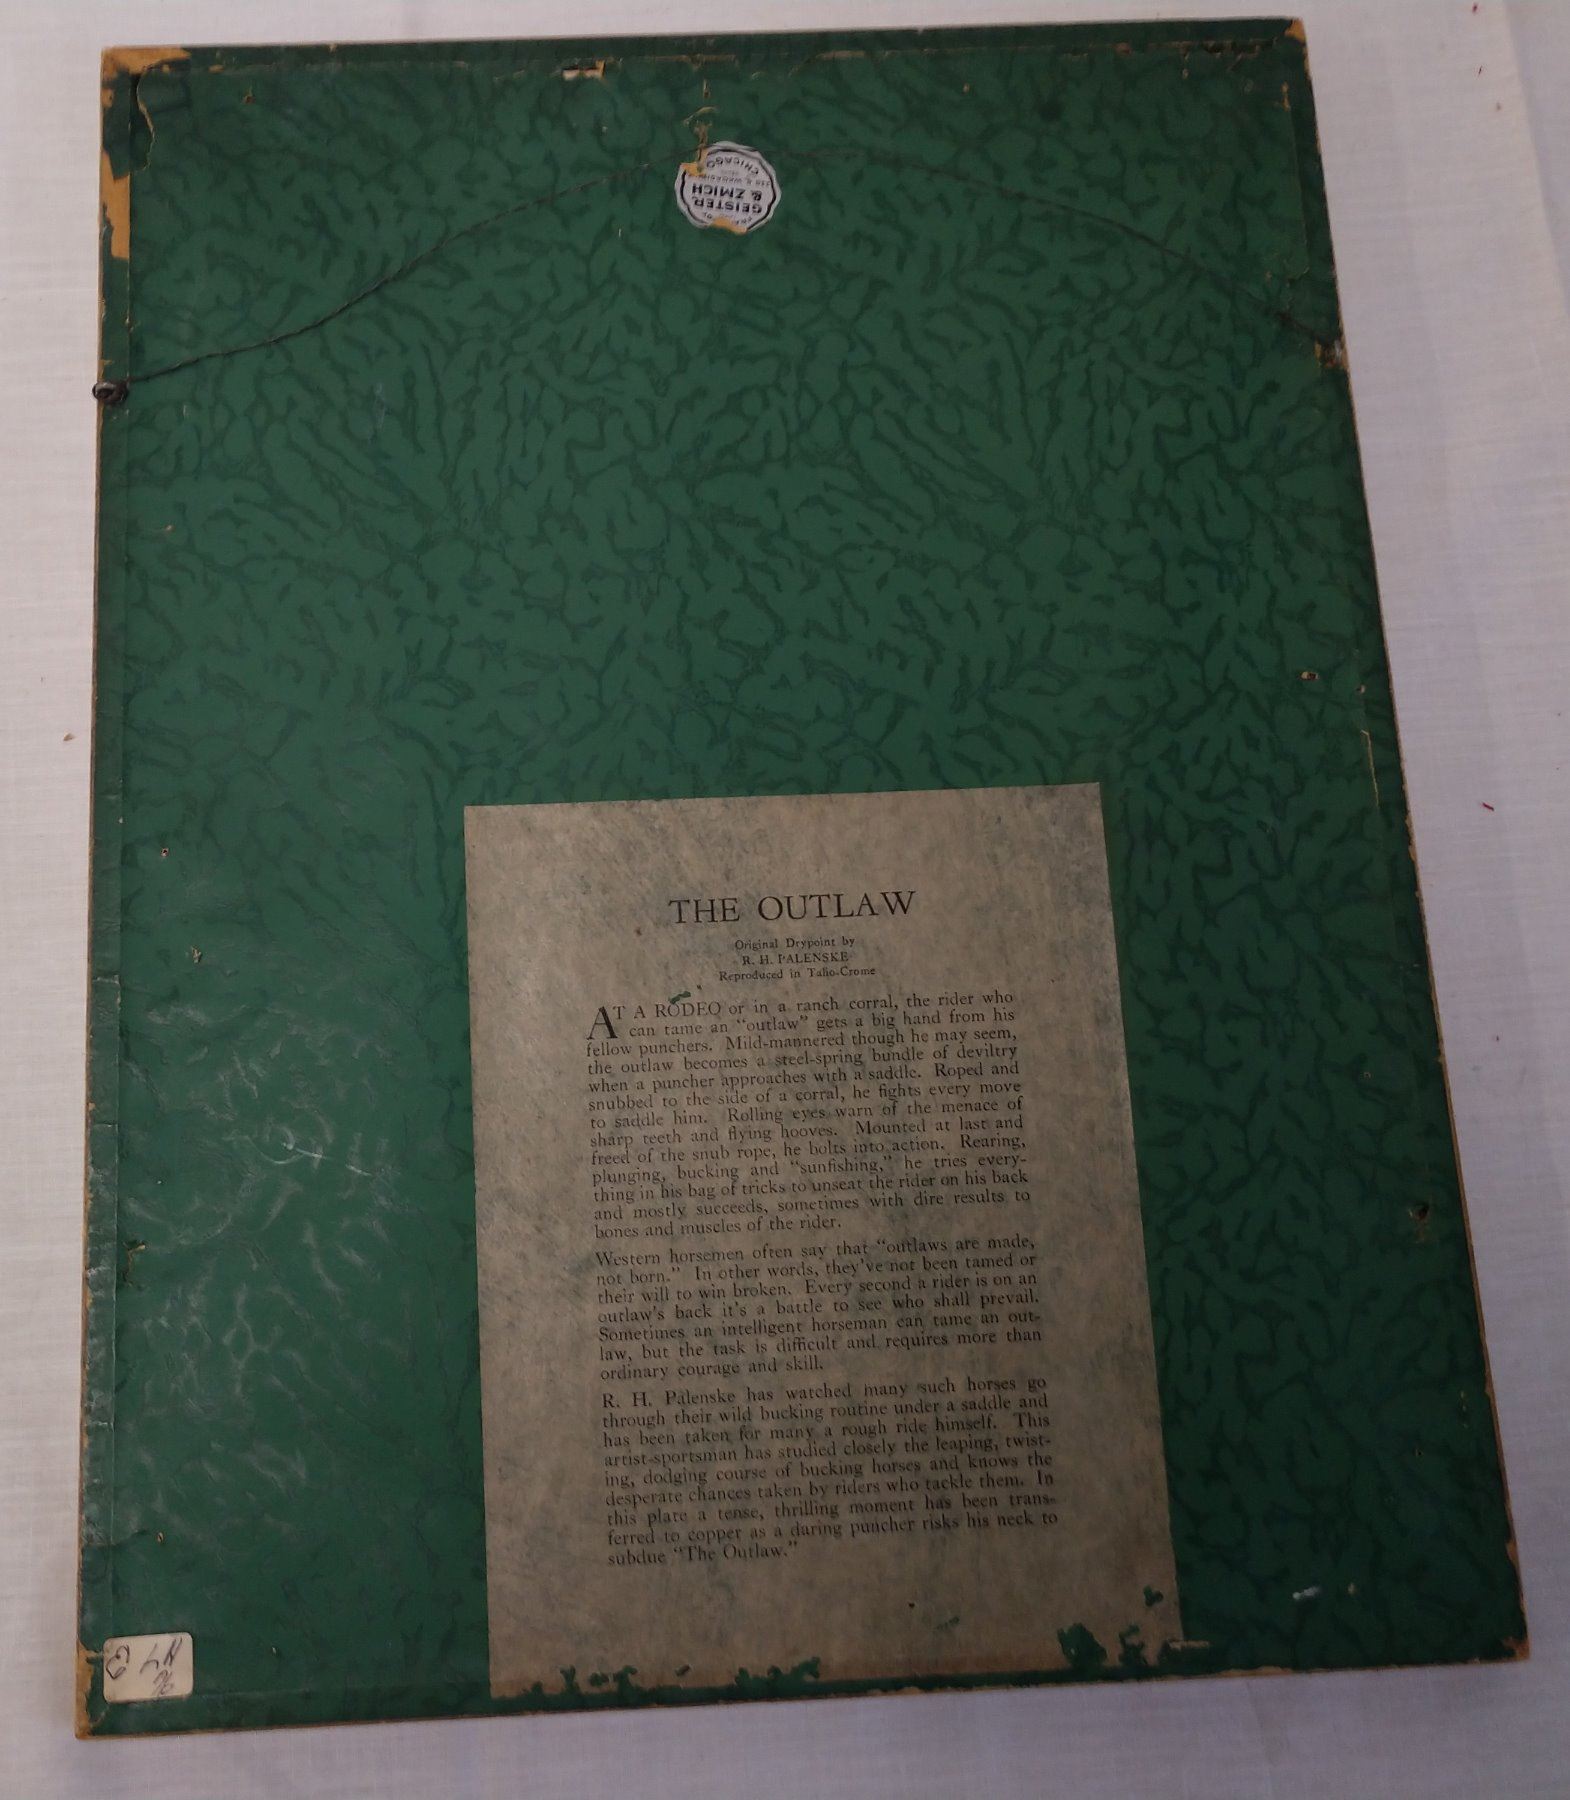 GEISTER
& ZMICH
CHICAGO
THE OUTLAW
Original Drypoint by
R. H. PALENSKE
Reproduced in Talio-Crome
AT A RODEO or in a ranch corral, the rider who
can tame an "outlaw" gets a big hand from his
fellow punchers. Mild-mannered though he may seem,
the outlaw becomes a steel-spring bundle of deviltry
when a puncher approaches with a saddle. Roped and
snubbed to the side of a corral, he fights every move
to saddle him. Rolling eyes warn of the menace of
sharp teeth and flying hooves. Mounted at last and
freed of the snub rope, he bolts into action. Rearing,
plunging, bucking and "sunfishing," he tries every-
thing in his bag of tricks to unseat the rider on his back
and mostly succeeds, sometimes with dire results to
bones and muscles of the rider.
Western horsemen often say that "outlaws are made,
not born." In other words, they've not been tamed or
their will to win broken. Every second a rider is on an
outlaw's back it's a battle to see who shall prevail.
Sometimes an intelligent horseman can tame an out-
law, but the task is difficult and requires more than
ordinary courage and skill.
R. H. Palenske has watched many such horses go
through their wild bucking routine under a saddle and
has been taken for many a rough ride himself. This
artist-sportsman has studied closely the leaping, twist-
ing, dodging course of bucking horses and knows the
desperate chances taken by riders who tackle them. In
this plate a tense, thrilling moment has been trans-
ferred to copper as a daring puncher risks his neck to
subdue "The Outlaw."